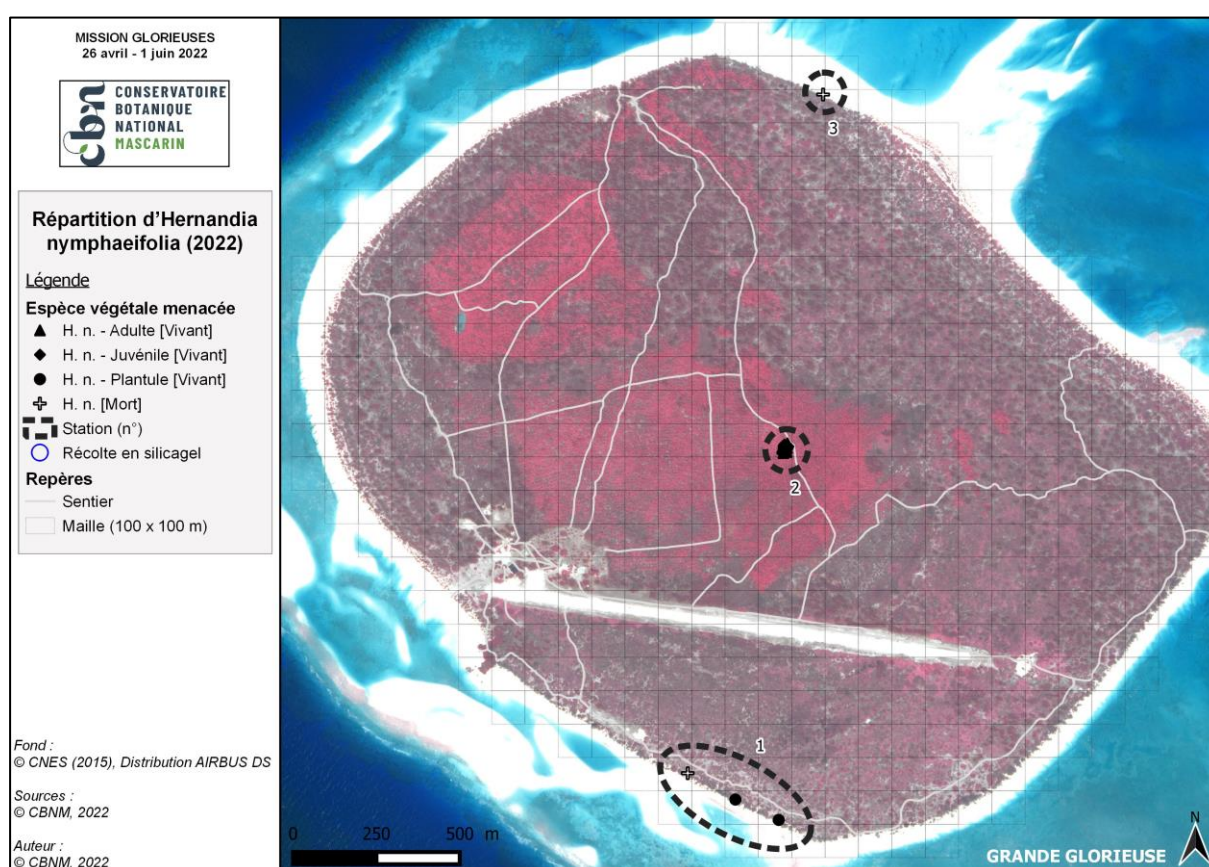 MISSION GLORIEUSES
26 avril - 1 juin 2022
cbn
CONSERVATOIRE
BOTANIQUE
NATIONAL
MASCARIN
Répartition d'Hernandia
nymphaeifolia (2022)
Légende
Espèce végétale menacée
H. n. - Adulte [Vivant]
H. n. - Juvénile [Vivant]
H. n. - Plantule [Vivant]
H. n. [Mort]
Station (n°)
Récolte en silicagel
Repères
Sentier
Maille (100 x 100 m)
Fond :
© CNES (2015), Distribution AIRBUS DS
Sources :
© CBNM, 2022
Auteur :
© CBNM, 2022
3
2
1
0 250 500 m
N
GRANDE GLORIEUSE